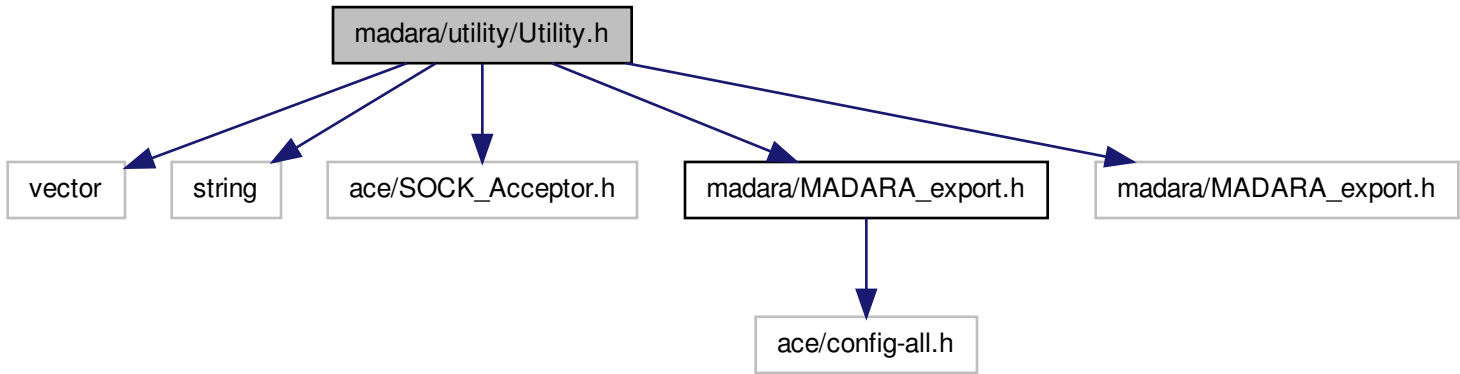 madara/utility/Utility.h
vector
string
ace/SOCK_Acceptor.h
madara/MADARA_export.h
madara/MADARA_export.h
ace/config-all.h